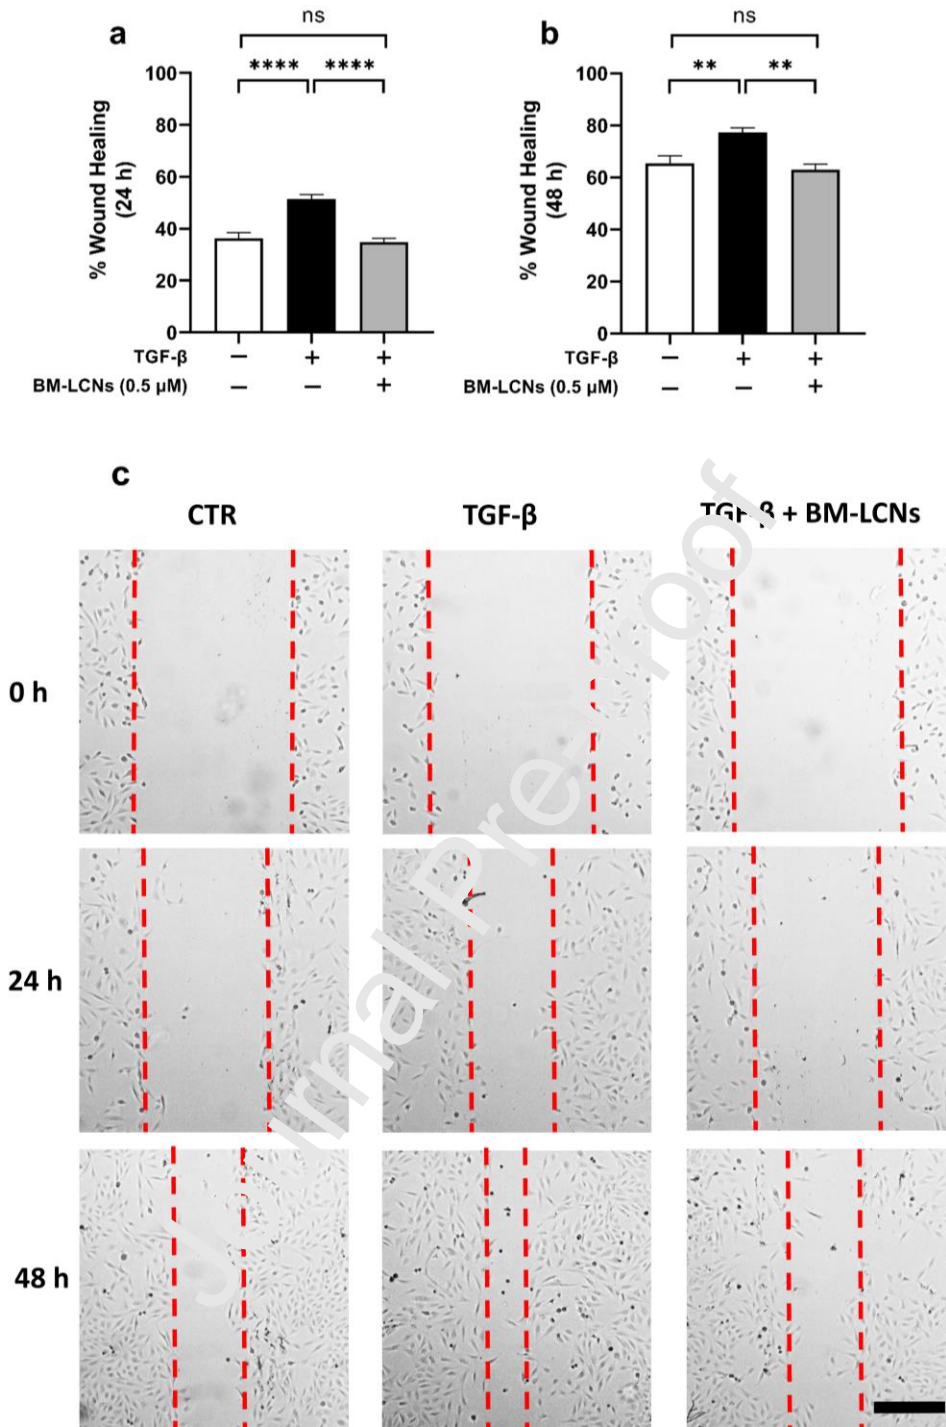 a
ns
**** ****
100
80
60
40
20
0
% Wound Healing
(24 h)
TGF-β − + +
BM-LCNs (0.5 µM) − − +
b
ns
** **
100
80
60
40
20
0
% Wound Healing
(48 h)
TGF-β − + +
BM-LCNs (0.5 µM) − − +
c
CTR TGF-β TGF-β + BM-LCNs
0 h
24 h
48 h
Journal Pre-proof